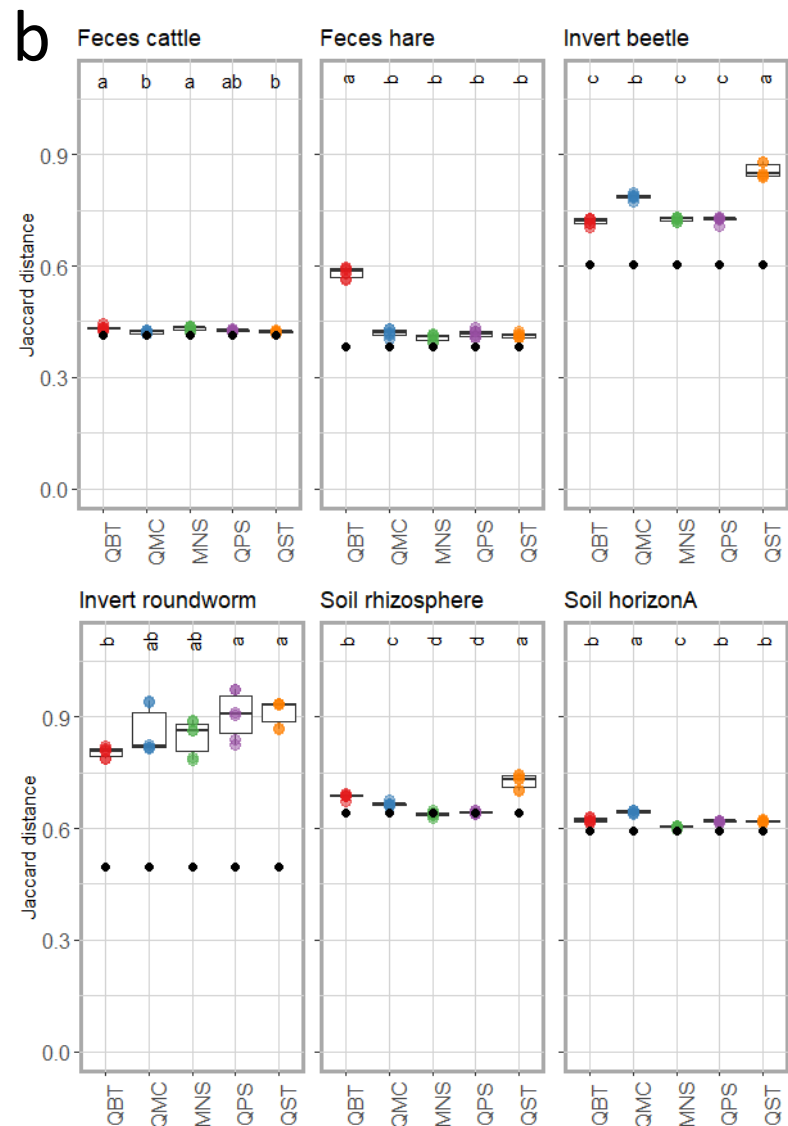 b
Feces cattle Feces hare Invert beetle
a b a ab b a b b b b c b c c a
Jaccard distance
0.9
0.6
0.3
0.0
QBT QMC MNS QPS QST QBT QMC MNS QPS QST QBT QMC MNS QPS QST
Invert roundworm Soil rhizosphere Soil horizonA
b ab ab a a b c d d a b a c b b
Jaccard distance
0.9
0.6
0.3
0.0
QBT QMC MNS QPS QST QBT QMC MNS QPS QST QBT QMC MNS QPS QST